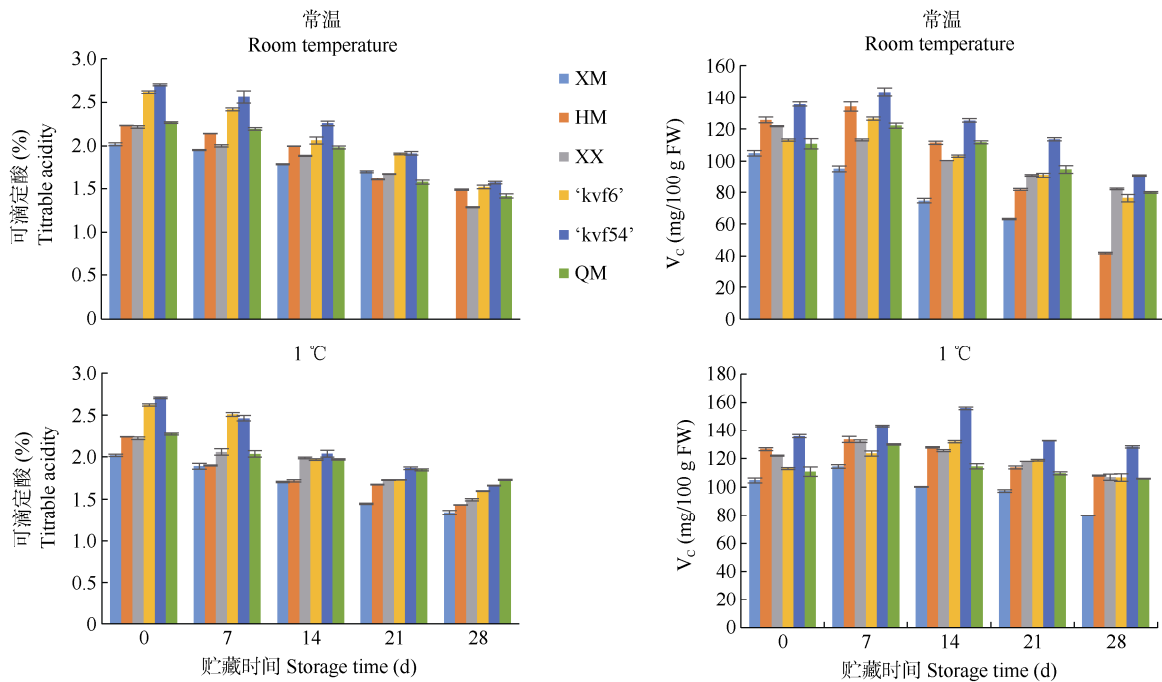 常温
Room temperature
可滴定酸 (%)
Titrable acidity
3.0
2.5
2.0
1.5
1.0
0.5
0
XM
HM
XX
‘kvf6’
‘kvf54’
QM
常温
Room temperature
V_C (mg/100 g FW)
160
140
120
100
80
60
40
20
0
1 ℃
可滴定酸 (%)
Titrable acidity
3.0
2.5
2.0
1.5
1.0
0.5
0
0 7 14 21 28
贮藏时间 Storage time (d)
1 ℃
V_C (mg/100 g FW)
180
160
140
120
100
80
60
40
20
0
0 7 14 21 28
贮藏时间 Storage time (d)